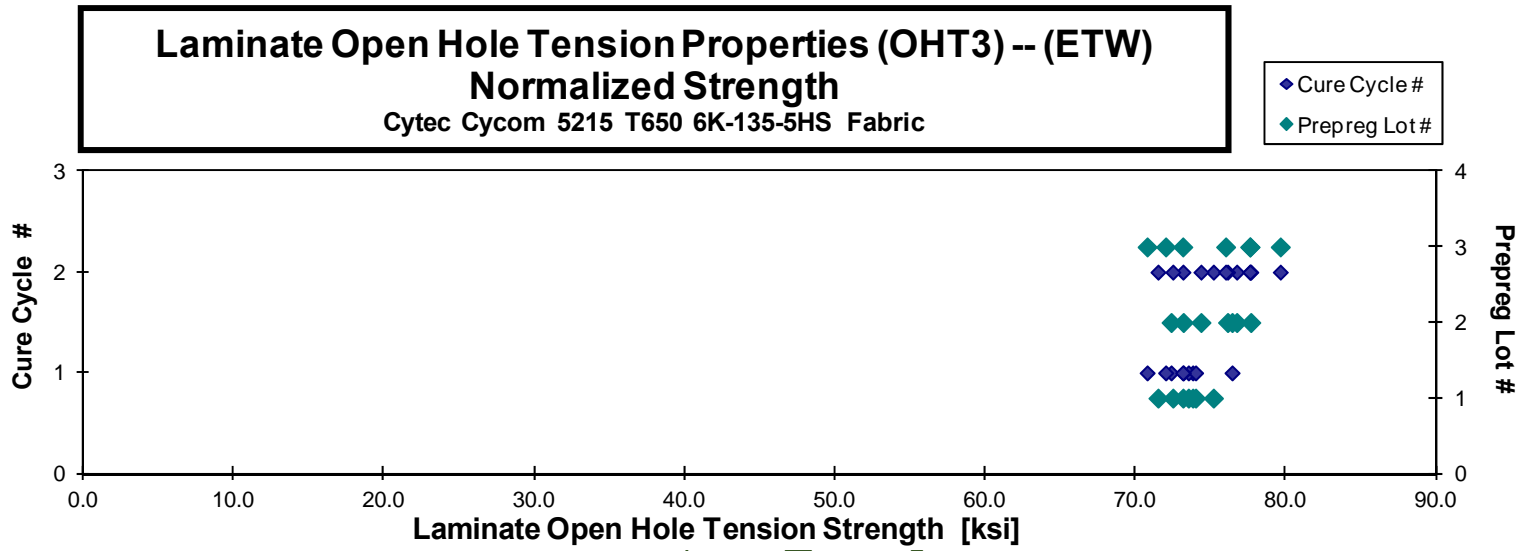 Laminate Open Hole Tension Properties (OHT3) -- (ETW)
Normalized Strength
Cytec Cycom 5215 T650 6K-135-5HS Fabric
Cure Cycle #
Prepreg Lot #
3
2
1
0
Cure Cycle #
4
3
2
1
0
Prepreg Lot #
0.0 10.0 20.0 30.0 40.0 50.0 60.0 70.0 80.0 90.0
Laminate Open Hole Tension Strength [ksi]